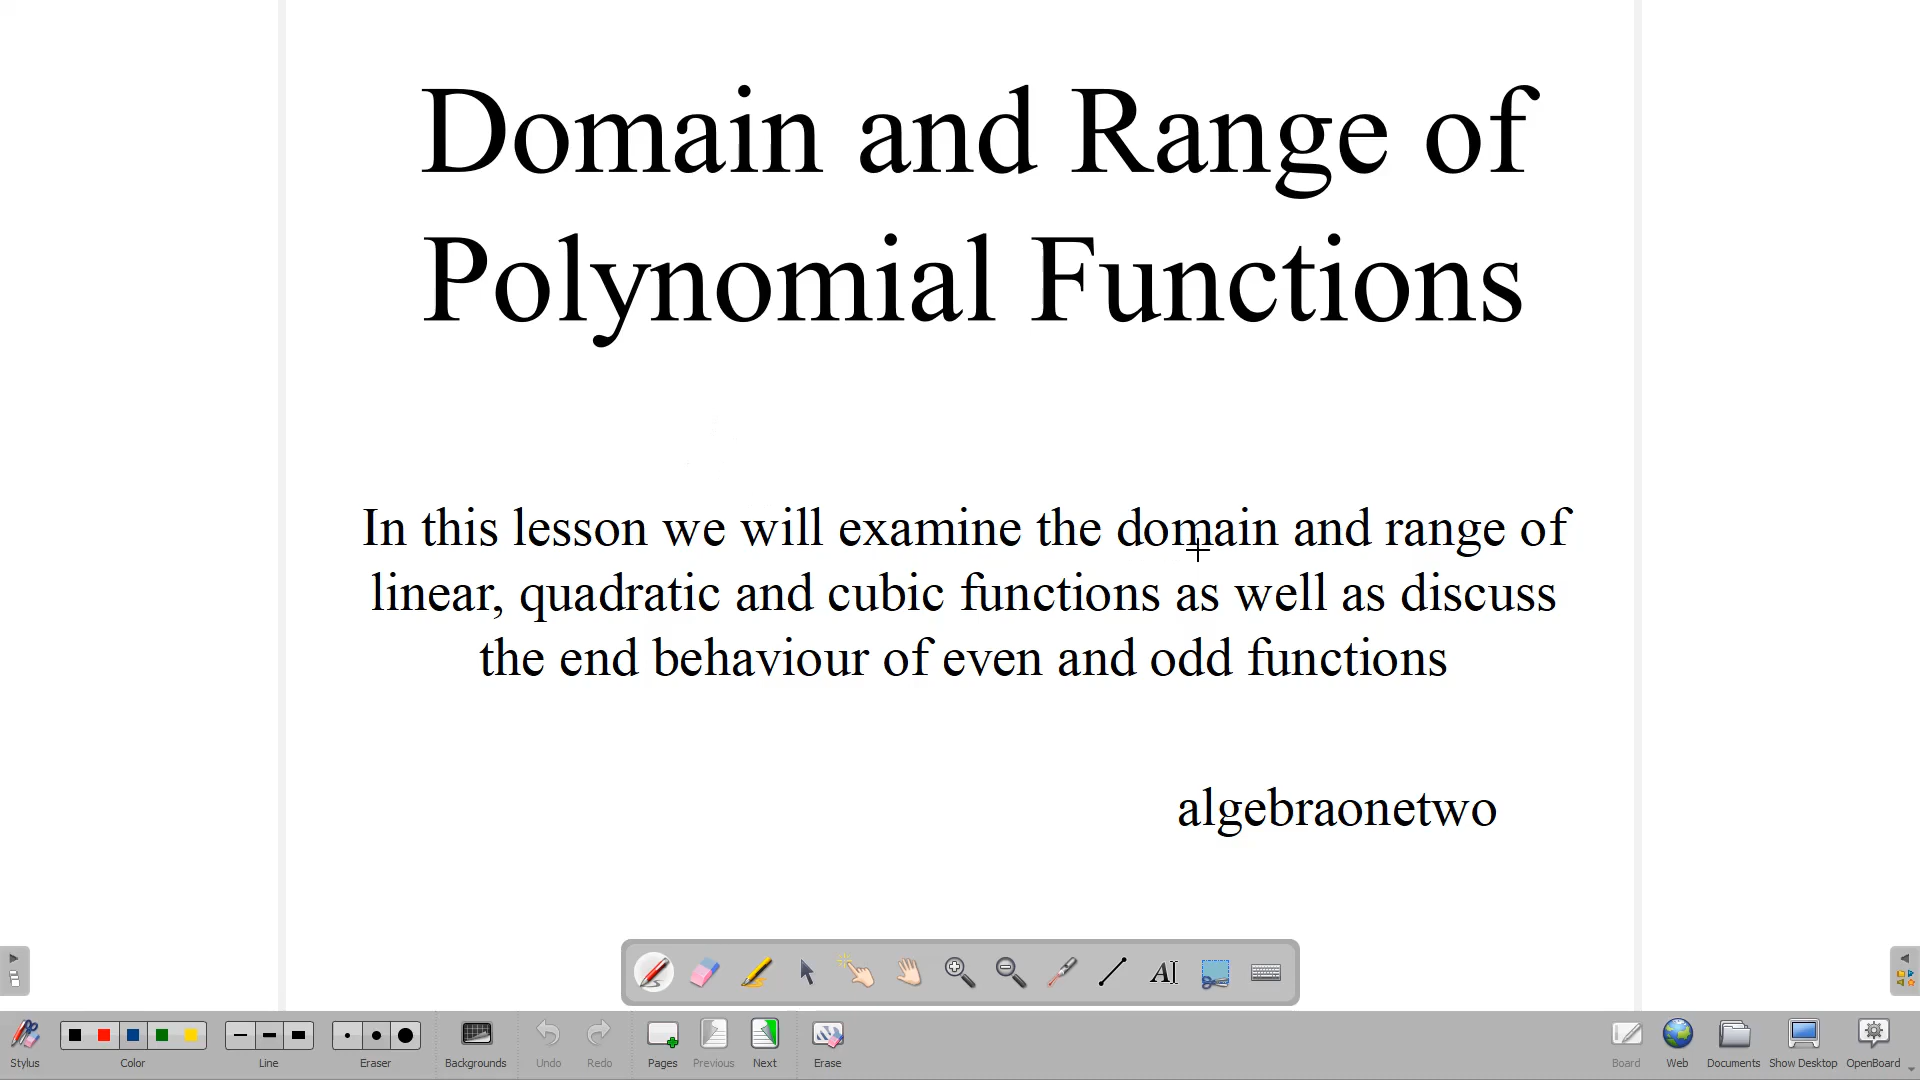 Domain and Range of
Polynomial Functions
In this lesson we will examine the domain and range of
linear, quadratic and cubic functions as well as discuss
the end behaviour of even and odd functions
algebraonetwo
AI
Stylus
Color
Line
Eraser
Backgrounds
Undo
Redo
Pages
Previous
Next
Erase
Board
Web
Documents
Show Desktop
OpenBoard